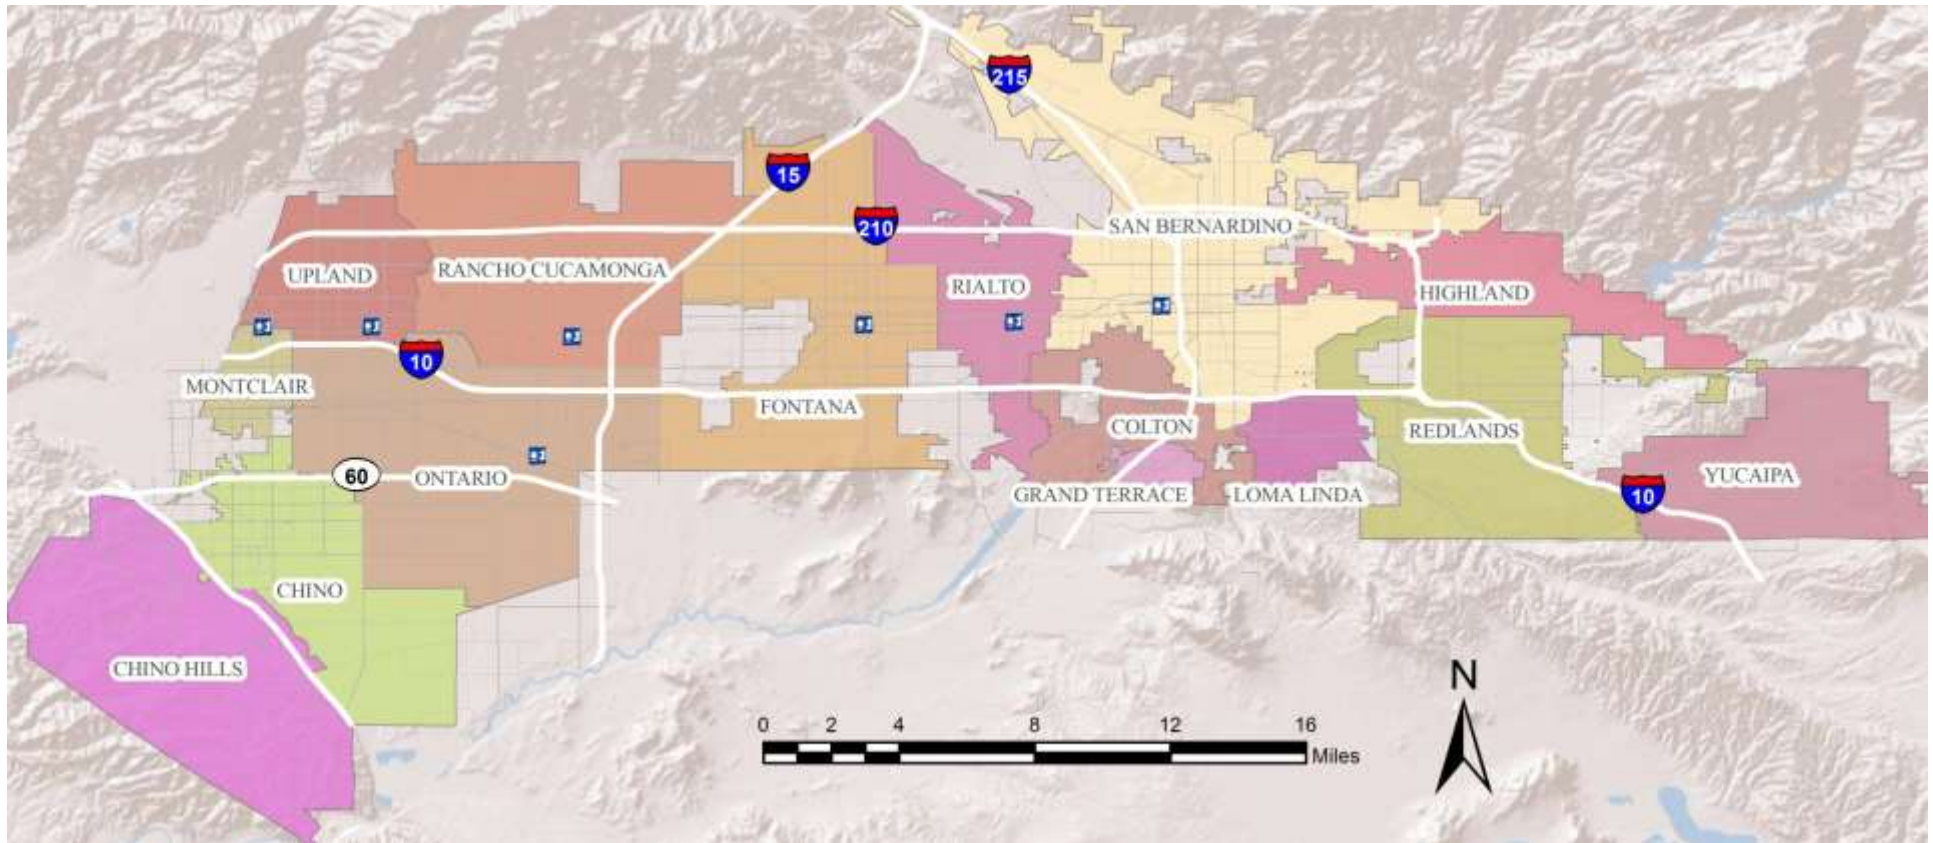 215
15
210
SAN BERNARDINO
UPLAND
RANCHO CUCAMONGA
RIALTO
HIGHLAND
10
MONTCLAIR
FONTANA
COLTON
REDLANDS
60
ONTARIO
GRAND TERRACE
LOMA LINDA
10
YUCAIPA
CHINO
CHINO HILLS
N
0 2 4 8 12 16
Miles